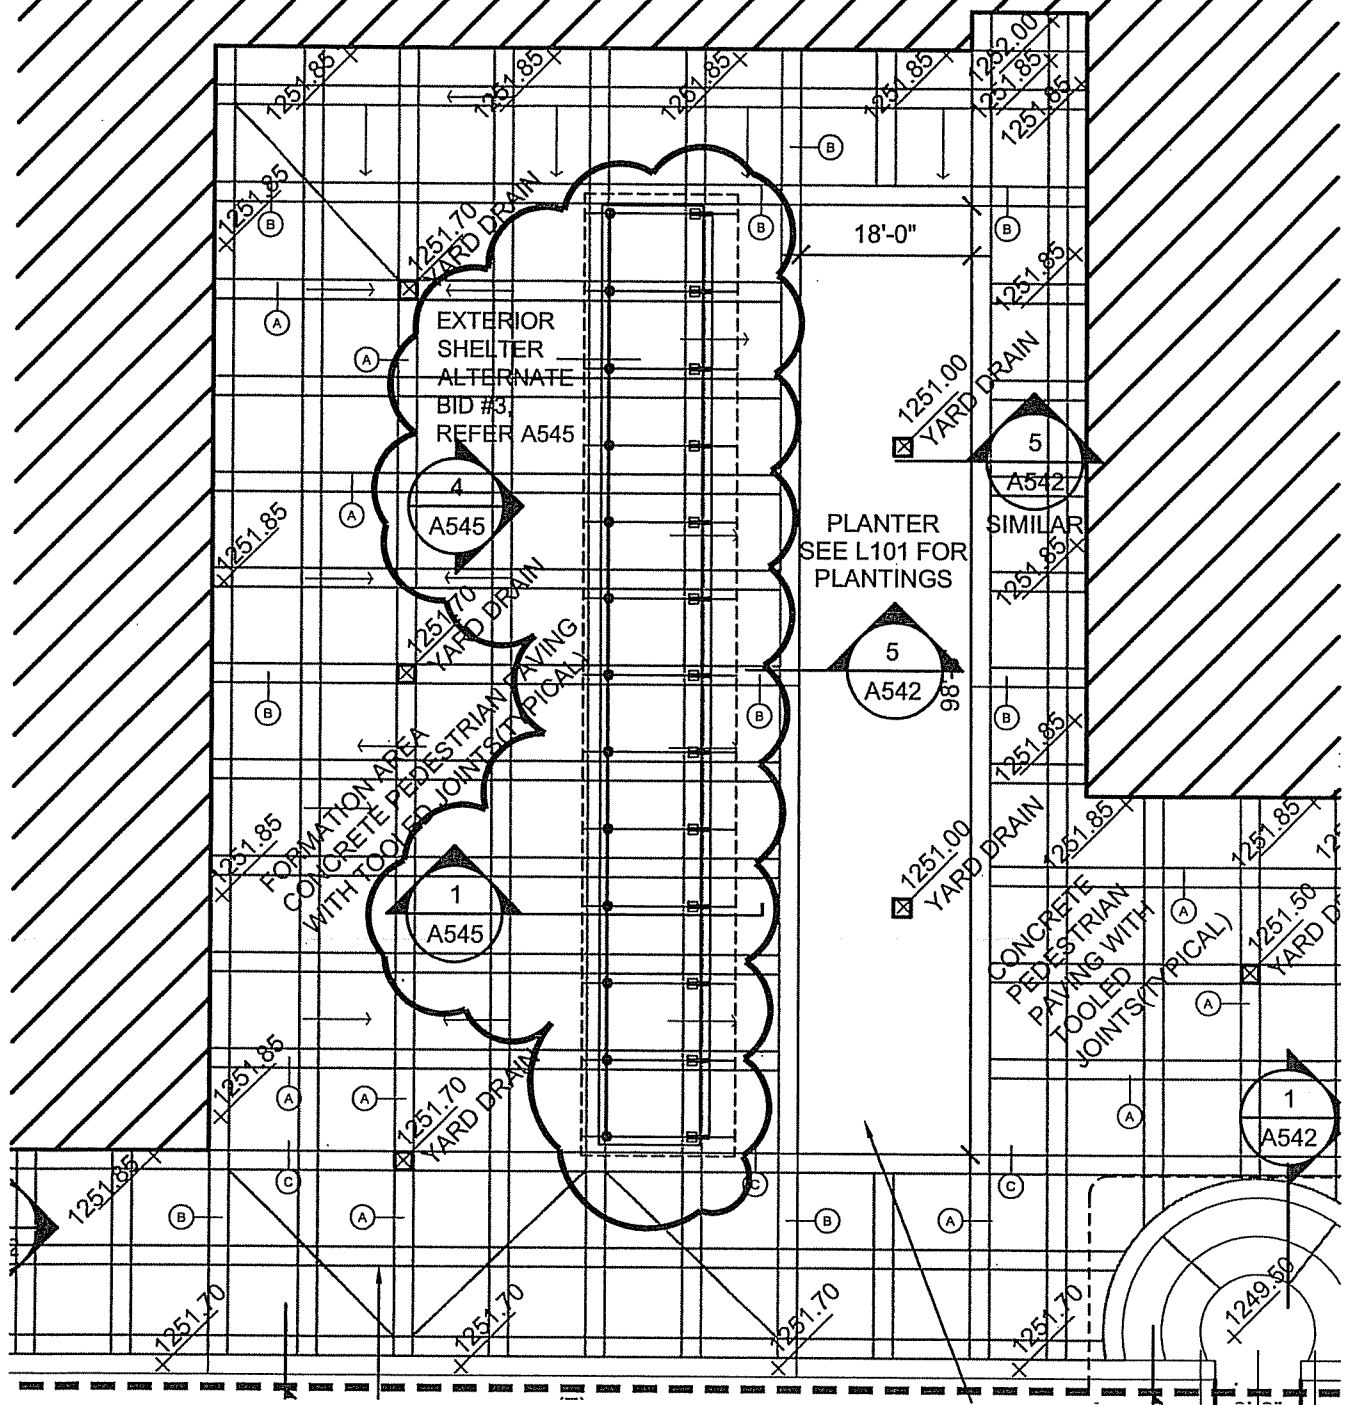 1251.85
1251.85
1251.85
1251.85
1252.00
1251.85
1251.85
B
1251.85
B
1251.70
YARD DRAIN
B
18'-0"
B
1251.85
A
EXTERIOR
SHELTER
ALTERNATE
BID #3,
REFER A545
A
1251.00
YARD DRAIN
5
A542
SIMILAR
4
A545
A
1251.85
PLANTER
SEE L101 FOR
PLANTINGS
1251.85
1251.70
YARD DRAIN
5
A542
B
B
B
1251.85
FORMATION AREA
CONCRETE PEDESTRIAN PAVING
WITH TOOLED JOINTS(TYPICAL)
1251.85
1251.00
YARD DRAIN
1251.85
1251.85
1
A545
CONCRETE
PEDESTRIAN
PAVING WITH
TOOLED
JOINTS(TYPICAL)
A
1251.50
A
1251.85
A
A
1251.70
YARD DRAIN
A
1
A542
1251.85
C
C
C
B
A
B
A
1251.70
1251.70
1251.70
1251.70
1249.50